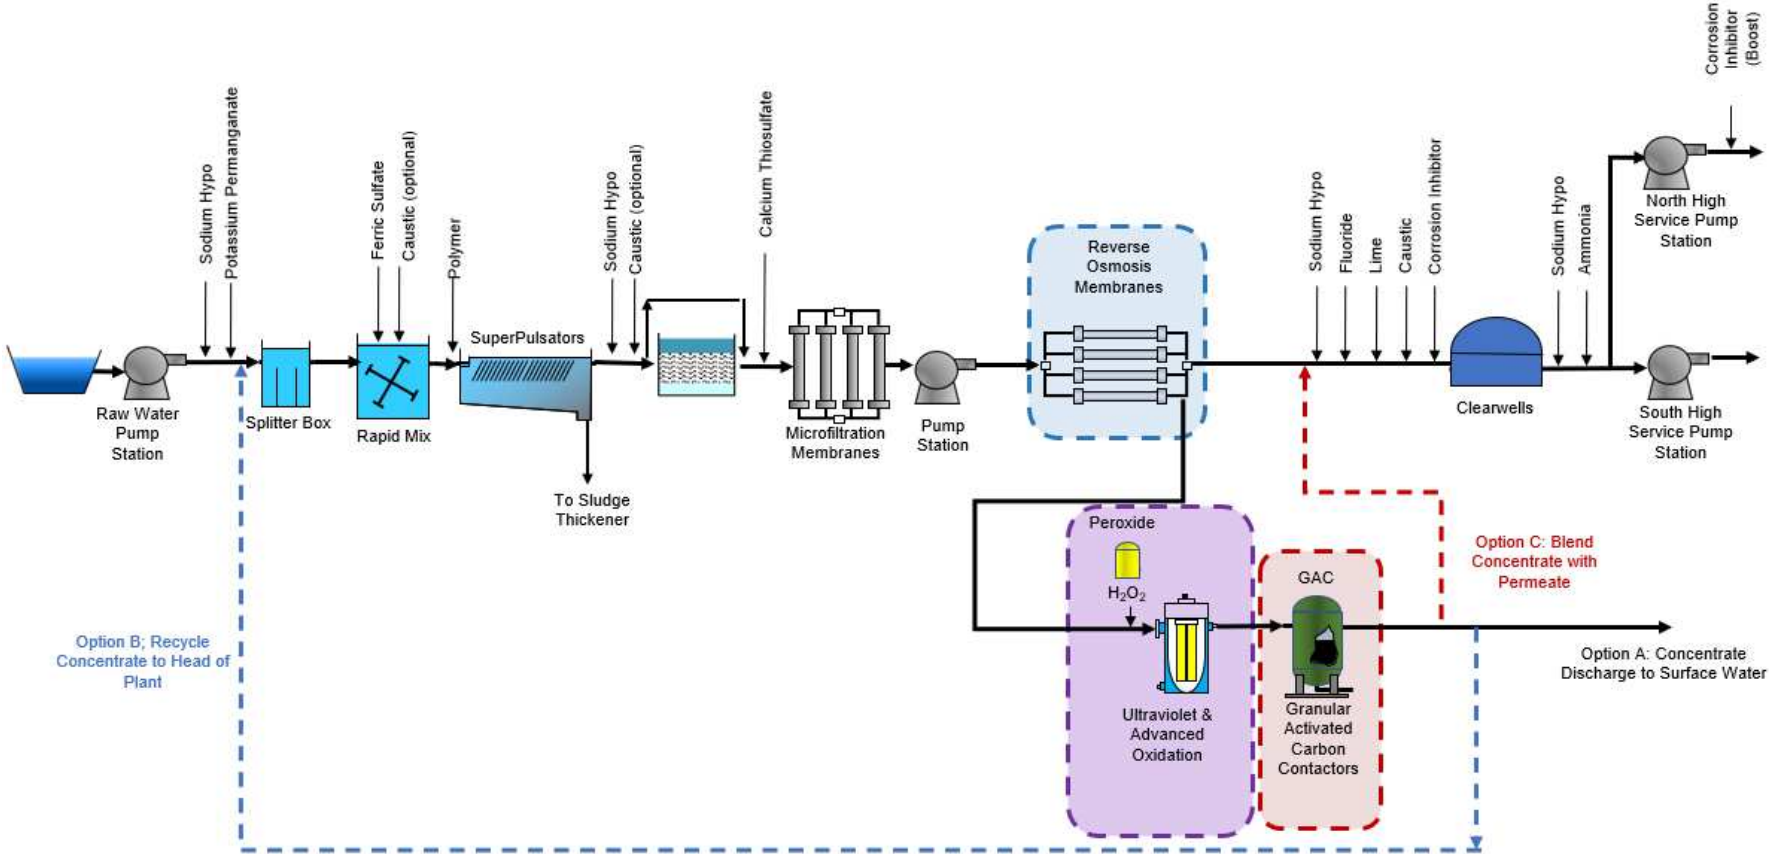 Corrosion
Inhibitor
(Boost)
Sodium Hypo
Potassium Permanganate
Ferric Sulfate
Caustic (optional)
Polymer
Sodium Hypo
Caustic (optional)
Calcium Thiosulfate
Reverse
Osmosis
Membranes
Sodium Hypo
Fluoride
Lime
Caustic
Corrosion Inhibitor
Sodium Hypo
Ammonia
North High
Service Pump
Station
SuperPulsators
Raw Water
Pump
Station
Splitter Box
Rapid Mix
Microfiltration
Membranes
Pump
Station
Clearwells
South High
Service Pump
Station
To Sludge
Thickener
Peroxide
H₂O₂
GAC
Option C: Blend
Concentrate with
Permeate
Option B; Recycle
Concentrate to Head of
Plant
Option A: Concentrate
Discharge to Surface Water
Ultraviolet &
Advanced
Oxidation
Granular
Activated
Carbon
Contactors